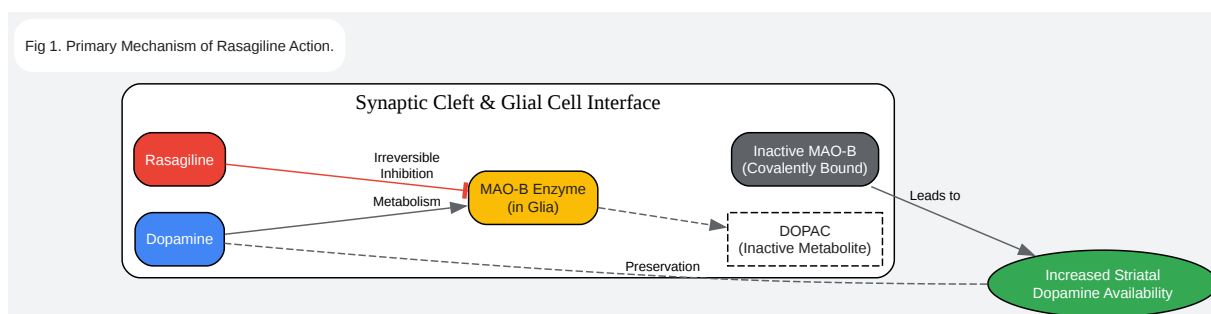 Fig 1. Primary Mechanism of Rasagiline Action.
Synaptic Cleft & Glial Cell Interface
Rasagiline
Irreversible
Inhibition
Metabolism
Dopamine
MAO-B Enzyme
(in Glia)
Inactive MAO-B
(Covalently Bound)
Leads to
DOPAC
(Inactive Metabolite)
Preservation
Increased Striatal
Dopamine Availability